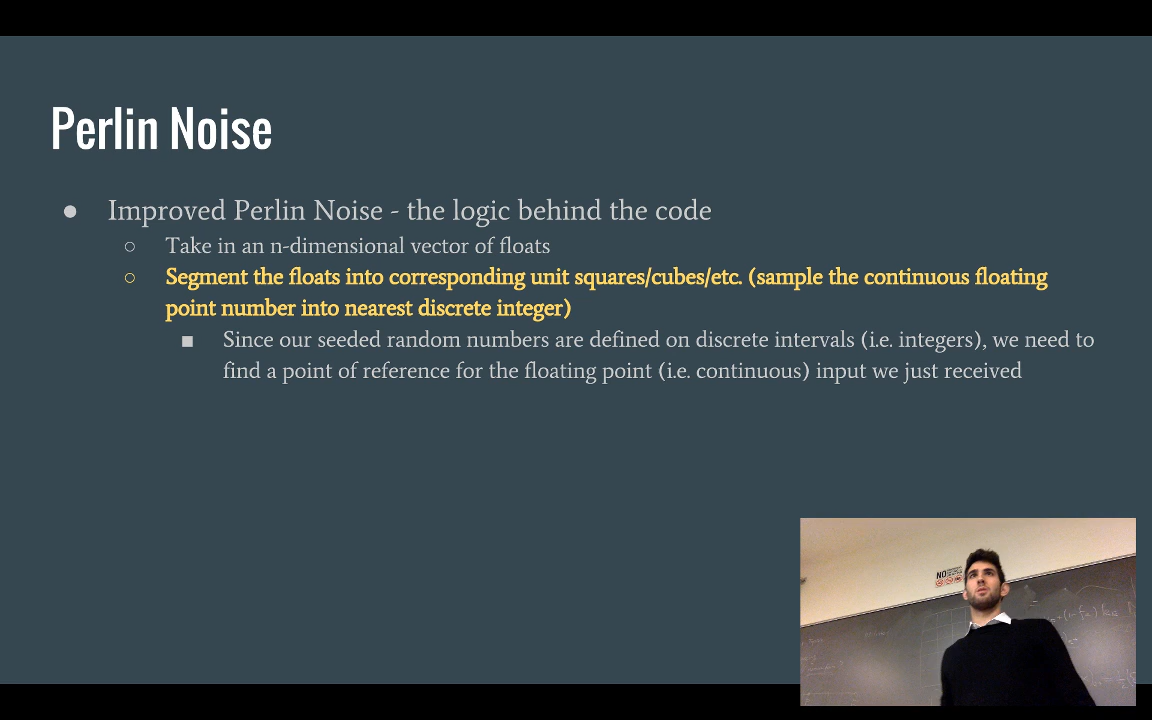 Perlin Noise
● Improved Perlin Noise - the logic behind the code
○ Take in an n-dimensional vector of floats
○ Segment the floats into corresponding unit squares/cubes/etc. (sample the continuous floating
point number into nearest discrete integer)
■ Since our seeded random numbers are defined on discrete intervals (i.e. integers), we need to
find a point of reference for the floating point (i.e. continuous) input we just received
NO